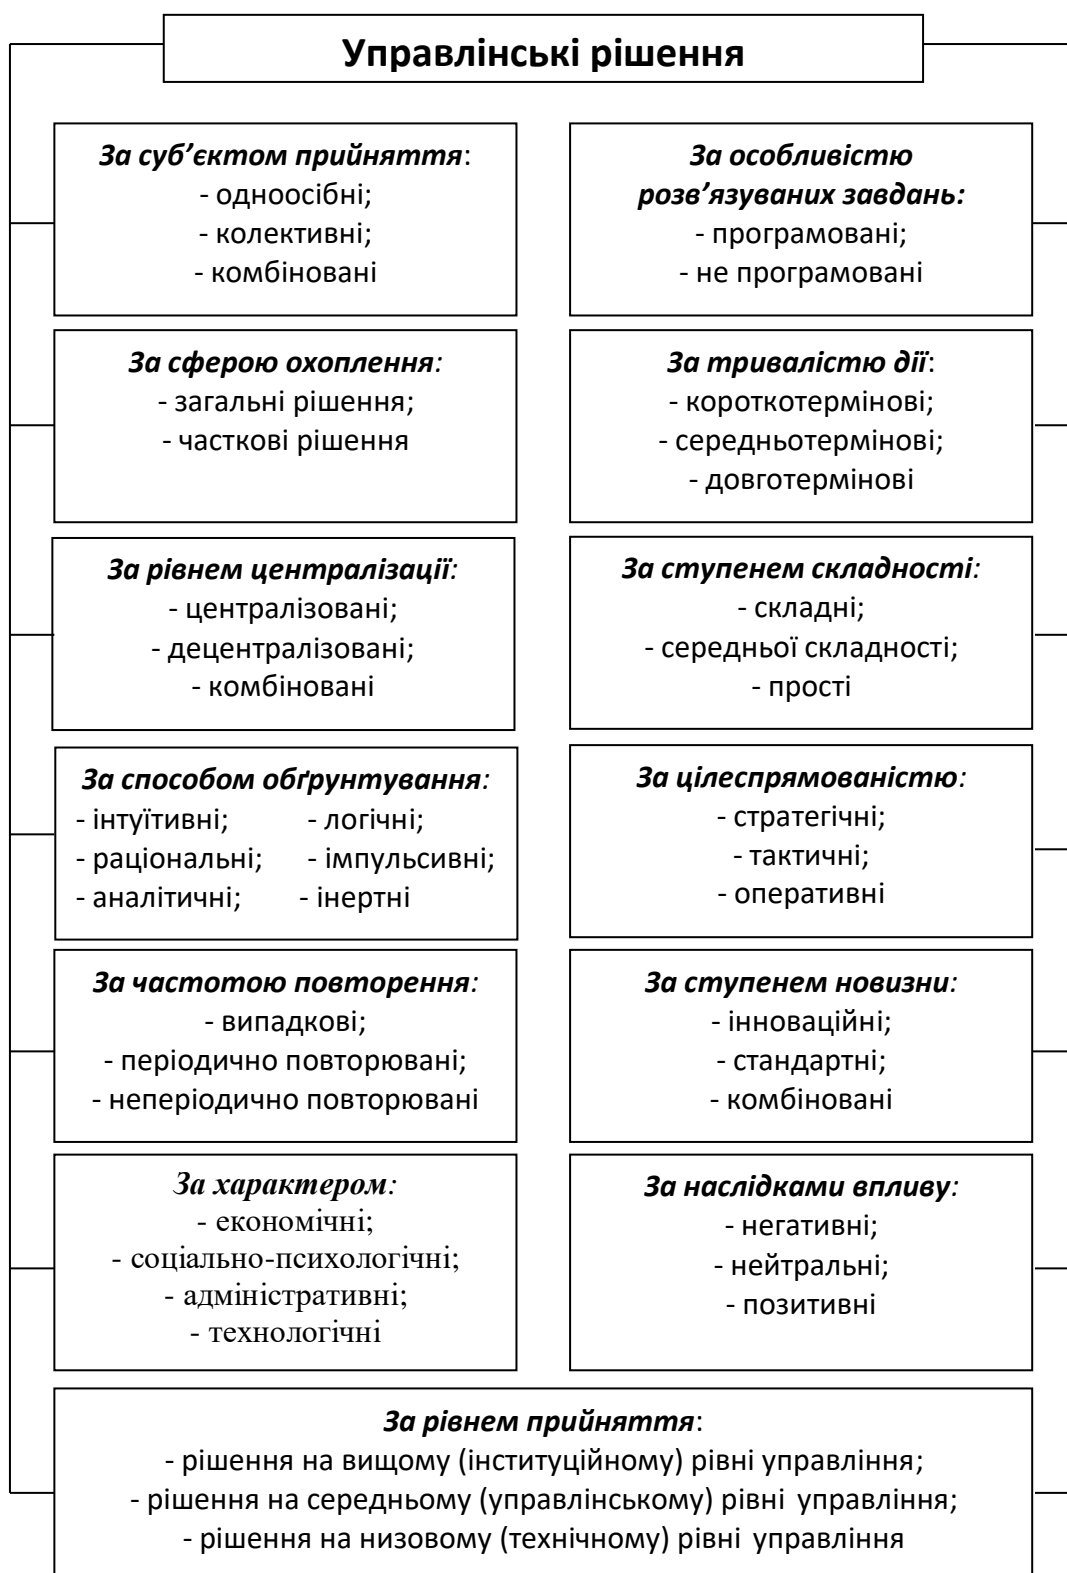 Управлінські рішення
За суб’єктом прийняття:
- одноосібні;
- колективні;
- комбіновані
За особливістю
розв’язуваних завдань:
- програмовані;
- не програмовані
За сферою охоплення:
- загальні рішення;
- часткові рішення
За тривалістю дії:
- короткотермінові;
- середньотермінові;
- довготермінові
За рівнем централізації:
- централізовані;
- децентралізовані;
- комбіновані
За ступенем складності:
- складні;
- середньої складності;
- прості
За способом обґрунтування:
- інтуїтивні; - логічні;
- раціональні; - імпульсивні;
- аналітичні; - інертні
За цілеспрямованістю:
- стратегічні;
- тактичні;
- оперативні
За частотою повторення:
- випадкові;
- періодично повторювані;
- неперіодично повторювані
За ступенем новизни:
- інноваційні;
- стандартні;
- комбіновані
За характером:
- економічні;
- соціально-психологічні;
- адміністративні;
- технологічні
За наслідками впливу:
- негативні;
- нейтральні;
- позитивні
За рівнем прийняття:
- рішення на вищому (інституційному) рівні управління;
- рішення на середньому (управлінському) рівні управління;
- рішення на низовому (технічному) рівні управління